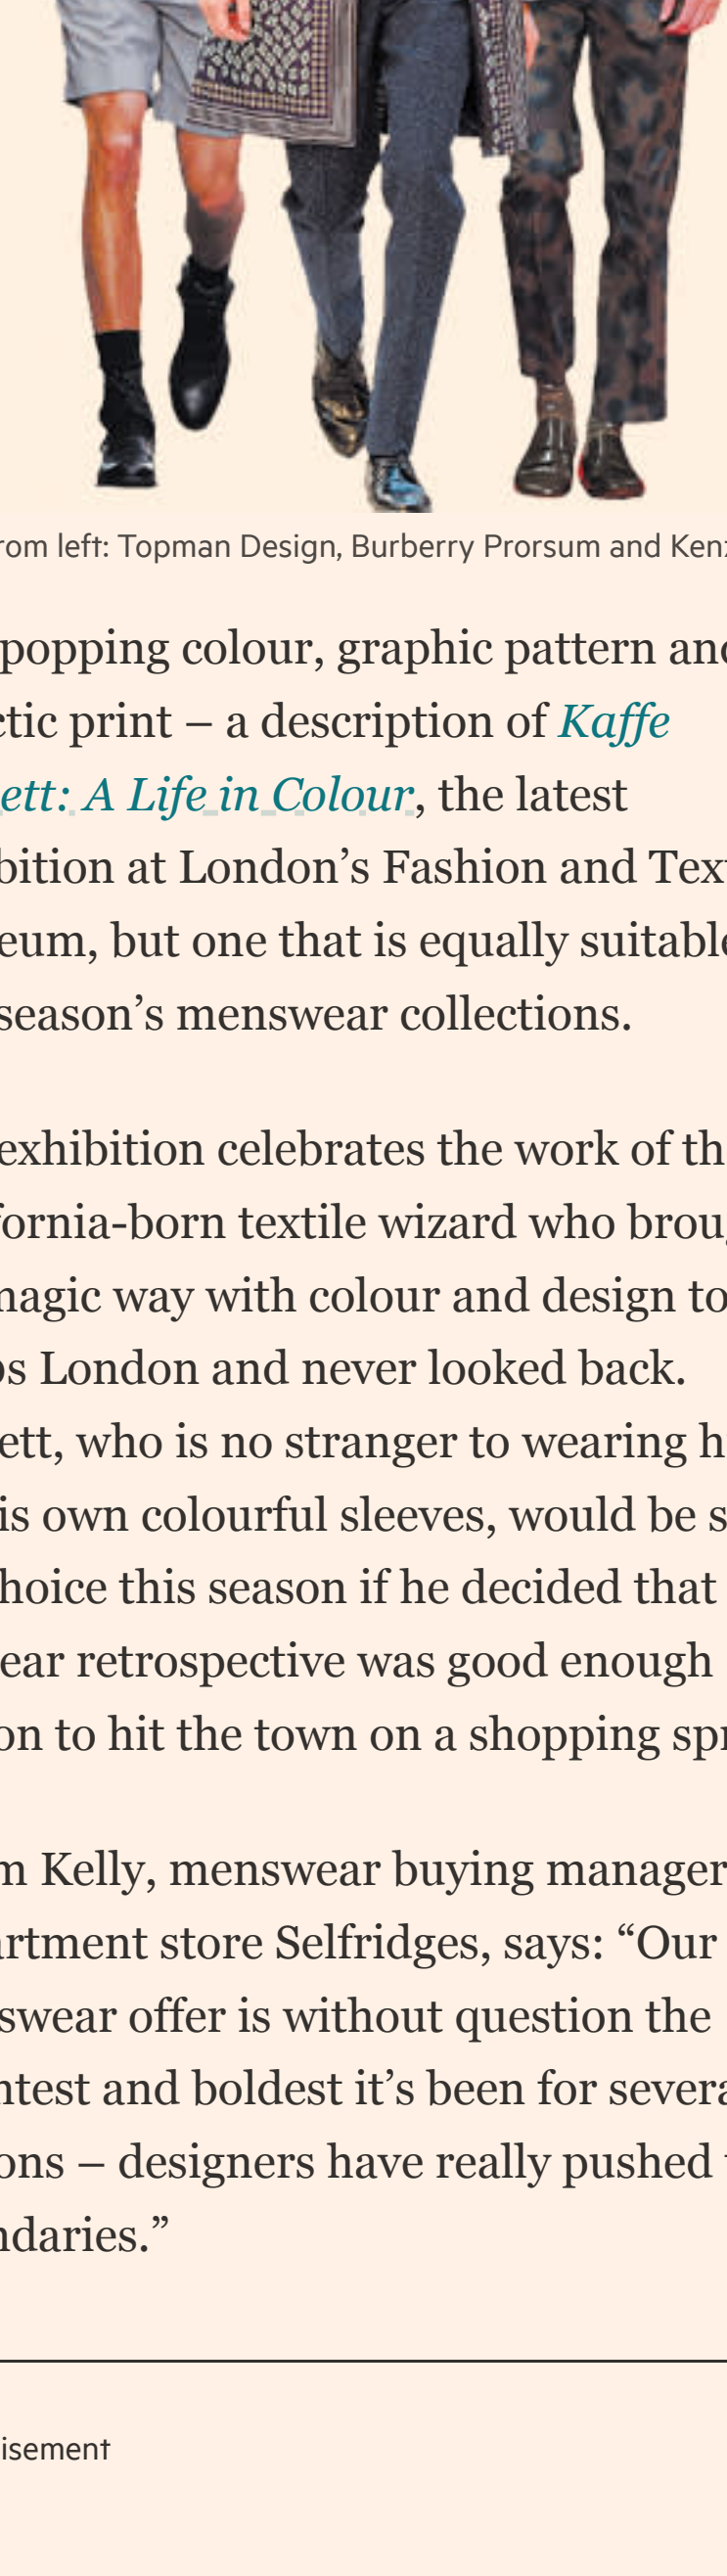 rom left: Topman Design, Burberry Prorsum and Ken
popping colour, graphic pattern an
ctic print – a description of Kaffe
ett: A Life in Colour, the latest
bition at London’s Fashion and Tex
eum, but one that is equally suitable
season’s menswear collections.
exhibition celebrates the work of th
fornia-born textile wizard who brou
magic way with colour and design to
os London and never looked back.
ett, who is no stranger to wearing h
is own colourful sleeves, would be s
hoice this season if he decided that
ear retrospective was good enough
on to hit the town on a shopping spr
m Kelly, menswear buying manager
artment store Selfridges, says: “Our
swear offer is without question the
ntest and boldest it’s been for severa
ons – designers have really pushed
ndaries.”
isement